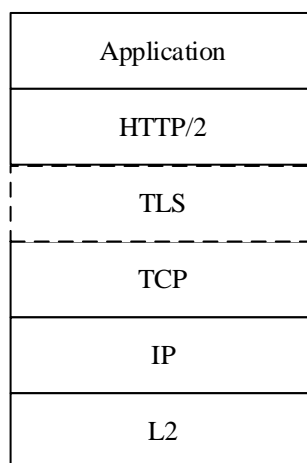 Application
HTTP/2
TLS
TCP
IP
L2